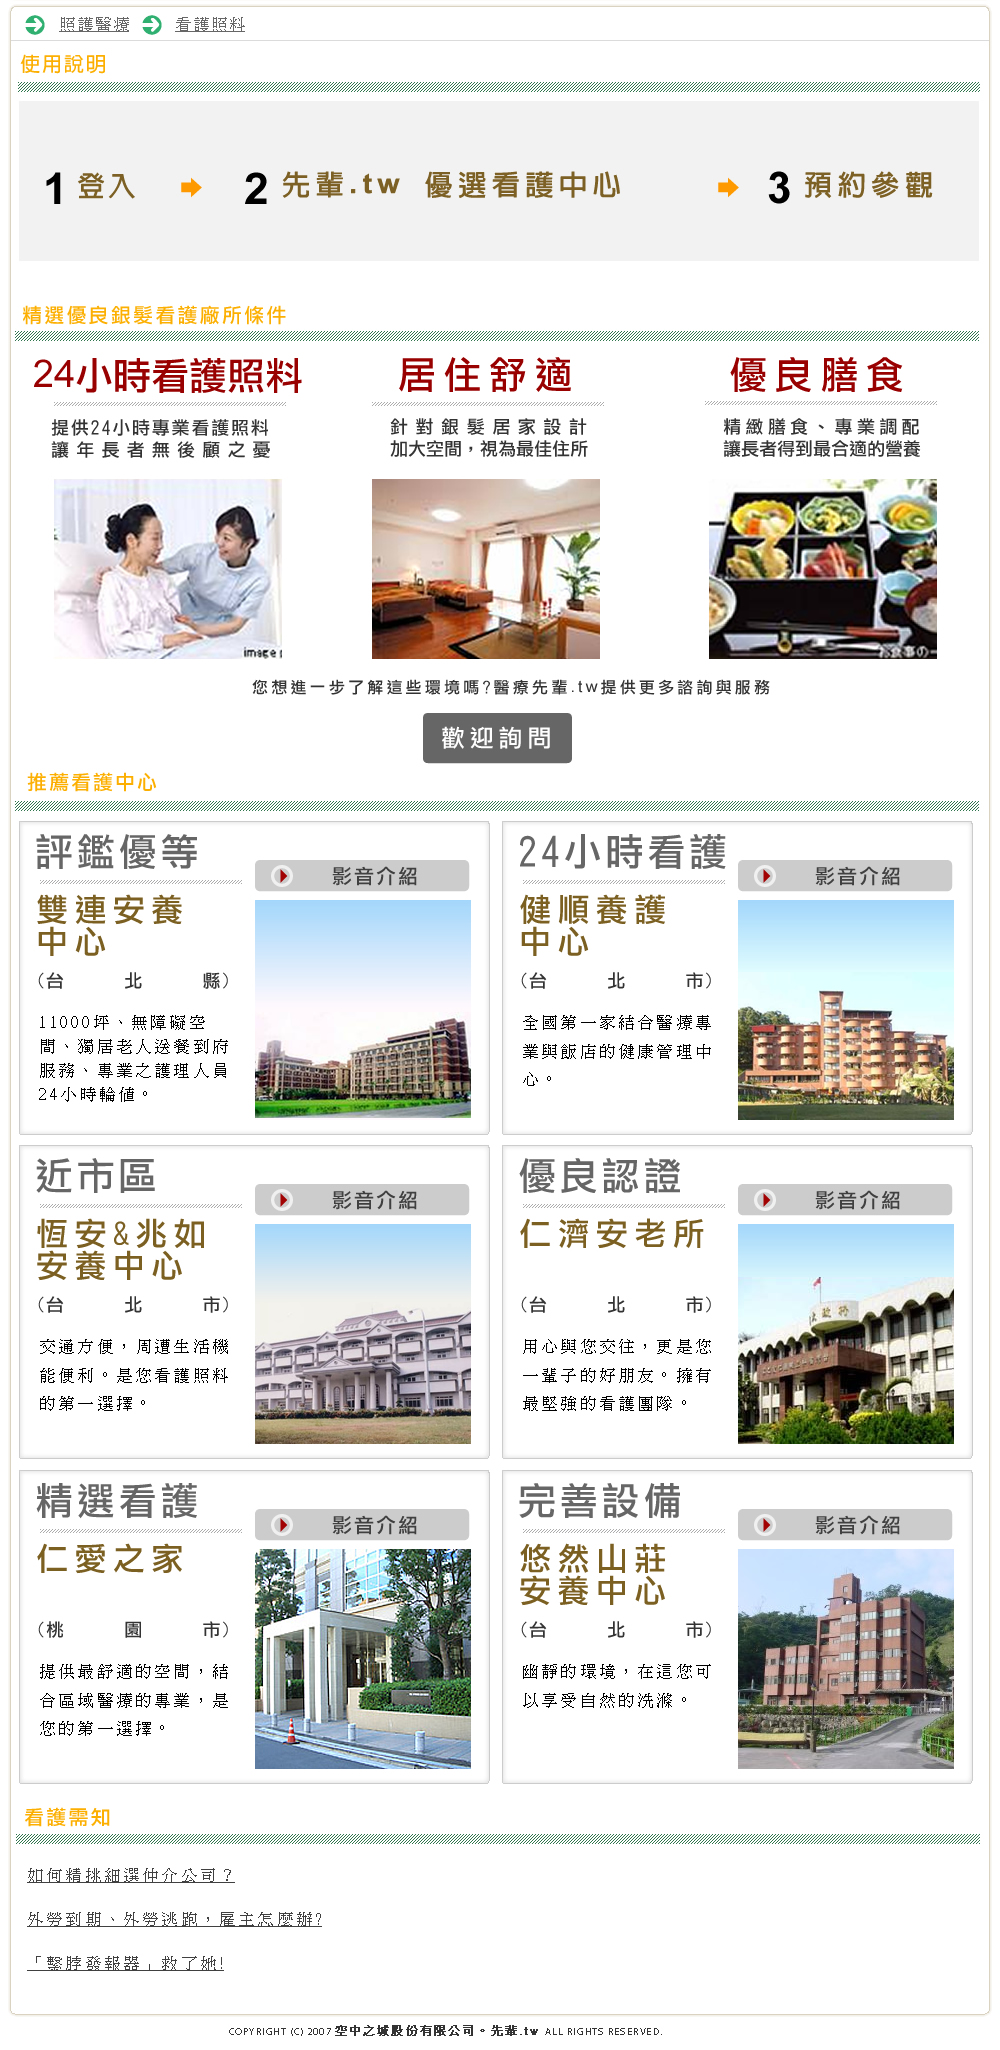 照護醫療 看護照料
使用說明
1 登入 2 先輩.tw 優選看護中心 3 預約參觀
精選優良銀髮看護廠所條件
24小時看護照料
提供24小時專業看護照料
讓年長者無後顧之憂
居住舒適
針對銀髮居家設計
加大空間，視為最佳住所
優良膳食
精緻膳食、專業調配
讓長者得到最合適的營養
您想進一步了解這些環境嗎?醫療先輩.tw提供更多諮詢與服務
歡迎詢問
推薦看護中心
評鑑優等
影音介紹
雙連安養
中心
(台北縣)
11000坪、無障礙空
間、獨居老人送餐到府
服務、專業之護理人員
24小時輪値。
24小時看護
影音介紹
健順養護
中心
(台北市)
全國第一家結合醫療專
業與飯店的健康管理中
心。
近市區
影音介紹
恆安&兆如
安養中心
(台北市)
交通方便，周遭生活機
能便利。是您看護照料
的第一選擇。
優良認證
影音介紹
仁濟安老所
(台北市)
用心與您交往，更是您
一輩子的好朋友。擁有
最堅強的看護團隊。
精選看護
影音介紹
仁愛之家
(桃園市)
提供最舒適的空間，結
合區域醫療的專業，是
您的第一選擇。
完善設備
影音介紹
悠然山莊
安養中心
(台北市)
幽靜的環境，在這您可
以享受自然的洗滌。
看護需知
如何精挑細選仲介公司？
外勞到期、外勞逃跑，雇主怎麼辦?
「繫脖發報器」救了她!
COPYRIGHT (C) 2007 空中之城股份有限公司。先輩.tw ALL RIGHTS RESERVED.